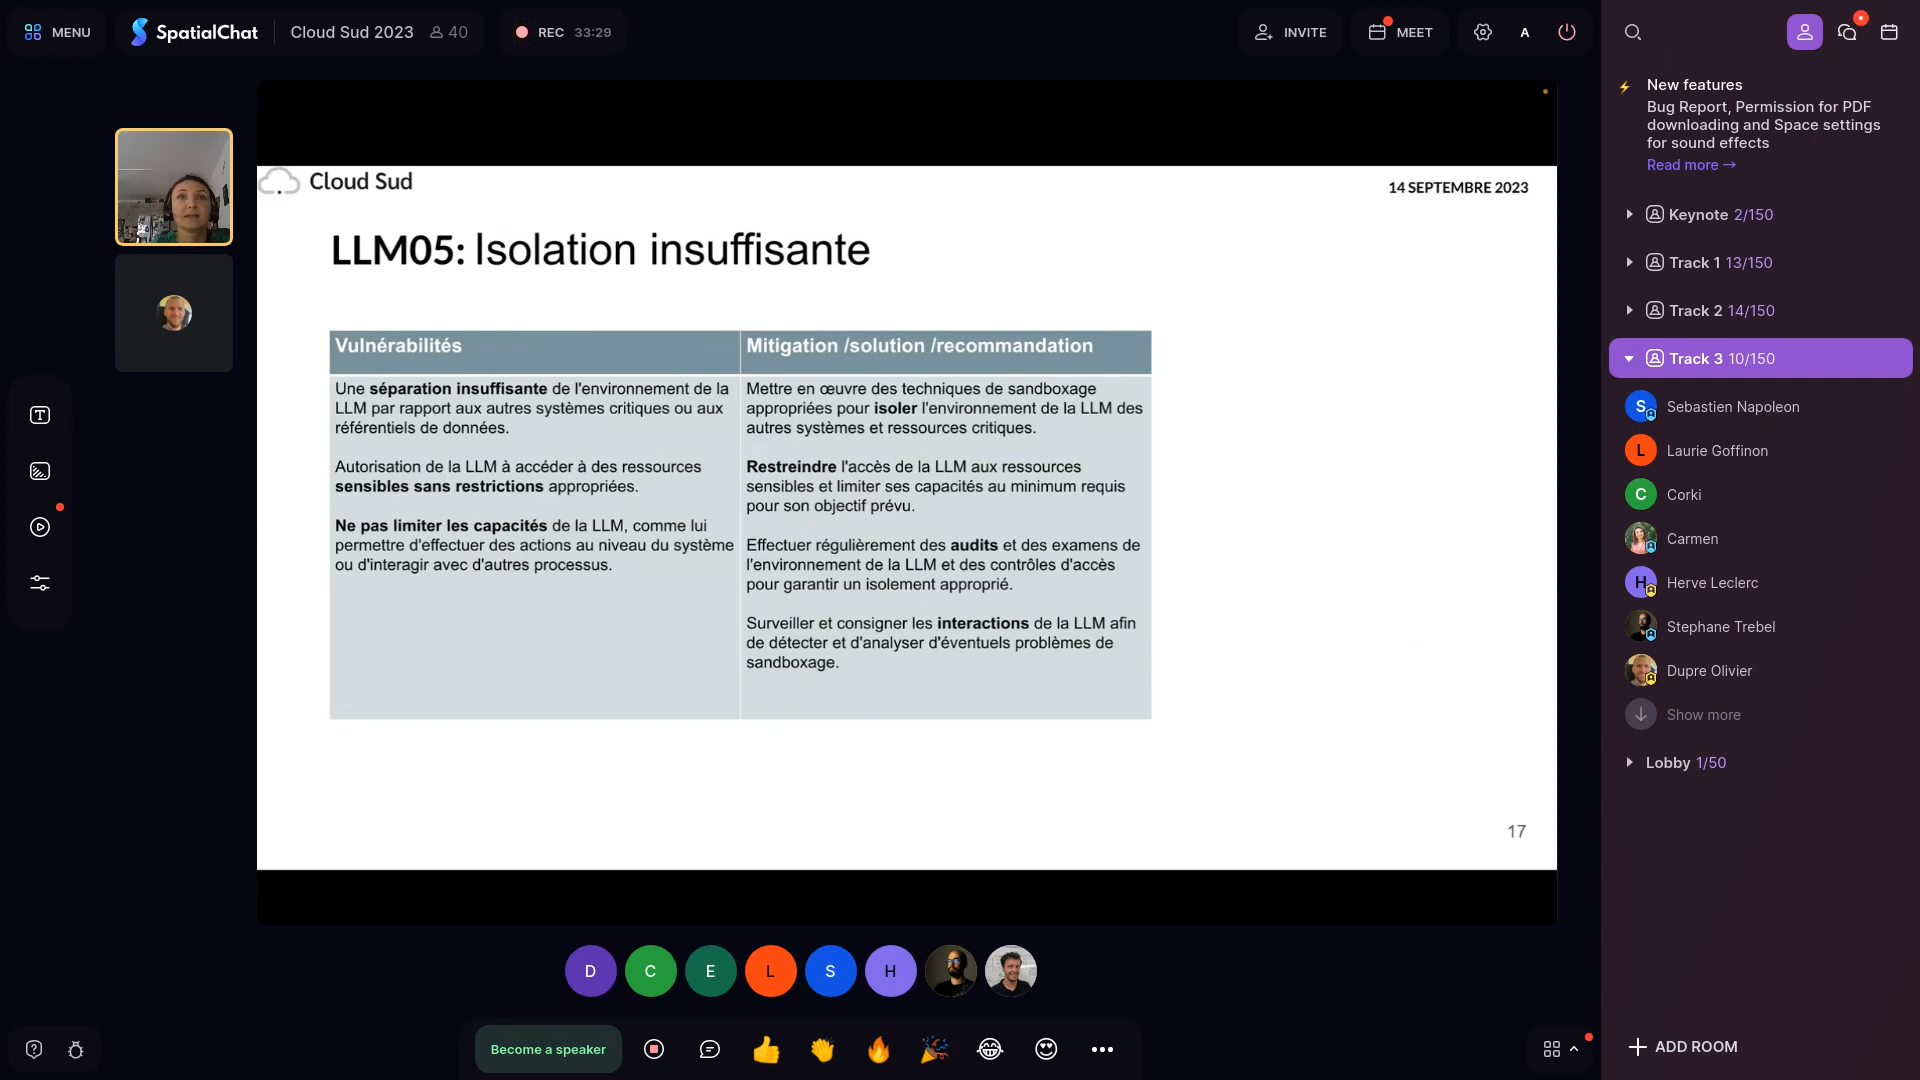 MENU
SpatialChat
Cloud Sud 2023
40
REC 33:29
INVITE
MEET
A
Cloud Sud
14 SEPTEMBRE 2023
LLM05: Isolation insuffisante
Vulnérabilités
Une séparation insuffisante de l'environnement de la
LLM par rapport aux autres systèmes critiques ou aux
référentiels de données.
Autorisation de la LLM à accéder à des ressources
sensibles sans restrictions appropriées.
Ne pas limiter les capacités de la LLM, comme lui
permettre d'effectuer des actions au niveau du système
ou d'interagir avec d'autres processus.
Mitigation /solution /recommandation
Mettre en œuvre des techniques de sandboxage
appropriées pour isoler l'environnement de la LLM des
autres systèmes et ressources critiques.
Restreindre l'accès de la LLM aux ressources
sensibles et limiter ses capacités au minimum requis
pour son objectif prévu.
Effectuer régulièrement des audits et des examens de
l'environnement de la LLM et des contrôles d'accès
pour garantir un isolement approprié.
Surveiller et consigner les interactions de la LLM afin
de détecter et d'analyser d'éventuels problèmes de
sandboxage.
17
D
C
E
L
S
H
Become a speaker
New features
Bug Report, Permission for PDF
downloading and Space settings
for sound effects
Read more →
Keynote 2/150
Track 1 13/150
Track 2 14/150
Track 3 10/150
S Sebastien Napoleon
L Laurie Goffinon
C Corki
Carmen
H Herve Leclerc
Stephane Trebel
Dupre Olivier
Show more
Lobby 1/50
ADD ROOM